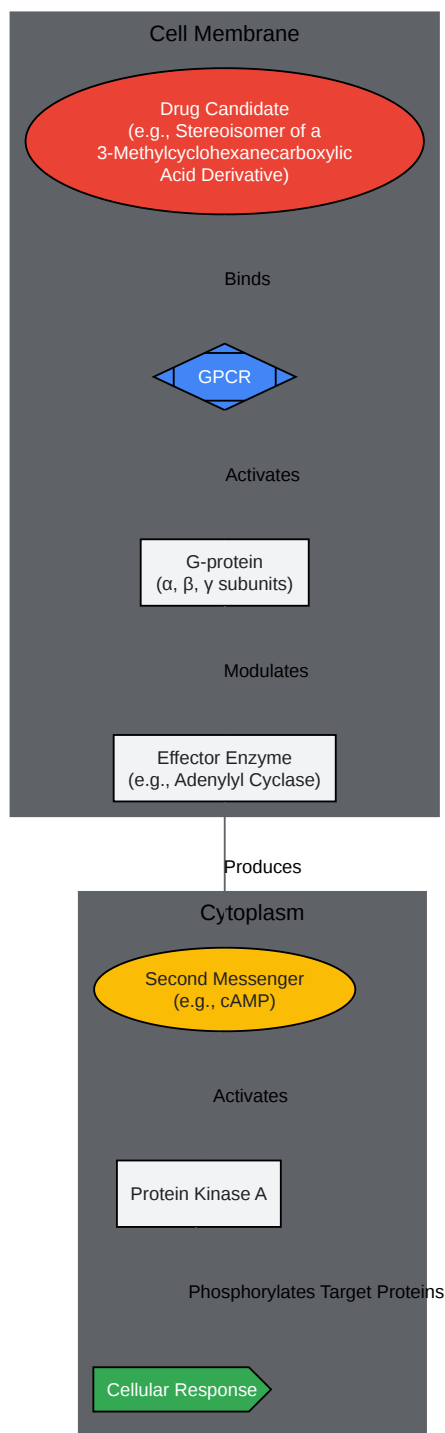 Cell Membrane
Drug Candidate
(e.g., Stereoisomer of a
3-Methylcyclohexanecarboxylic
Acid Derivative)
Binds
GPCR
Activates
G-protein
(α, β, γ subunits)
Modulates
Effector Enzyme
(e.g., Adenylyl Cyclase)
Produces
Cytoplasm
Second Messenger
(e.g., cAMP)
Activates
Protein Kinase A
Phosphorylates Target Proteins
Cellular Response